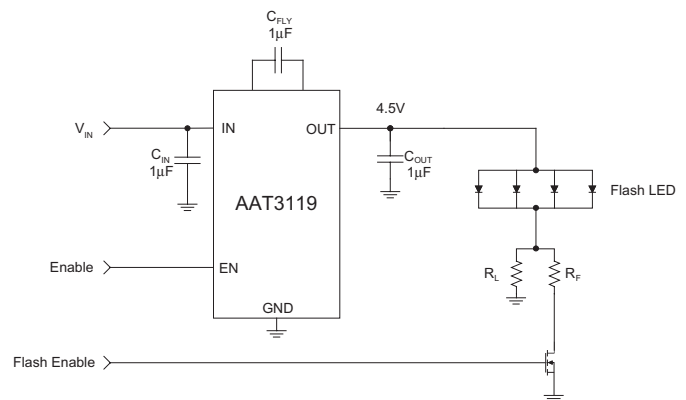 C_FLY
1μF
4.5V
V_IN
IN
OUT
C_IN
1μF
C_OUT
1μF
AAT3119
Flash LED
Enable
EN
R_L
R_F
GND
Flash Enable